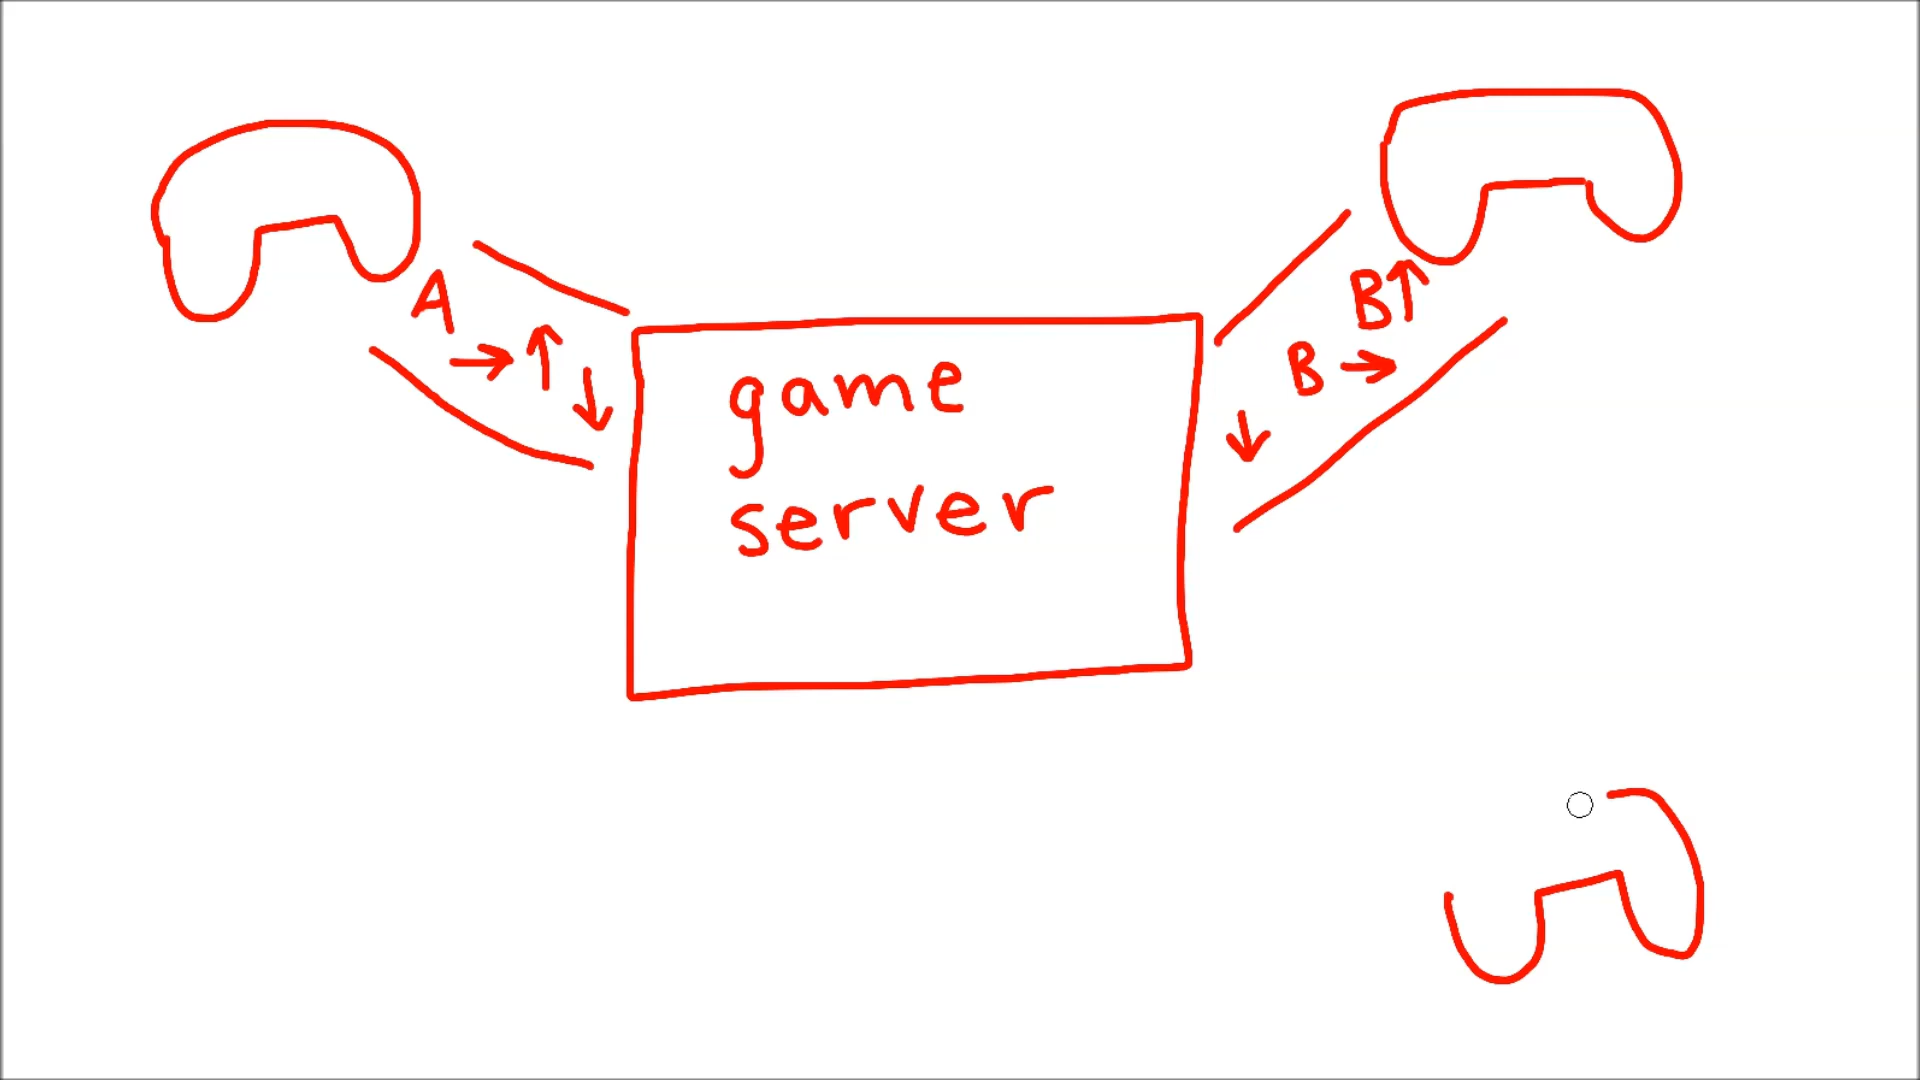 A → ↑ ↓
game
server
B ↑
↓ B →